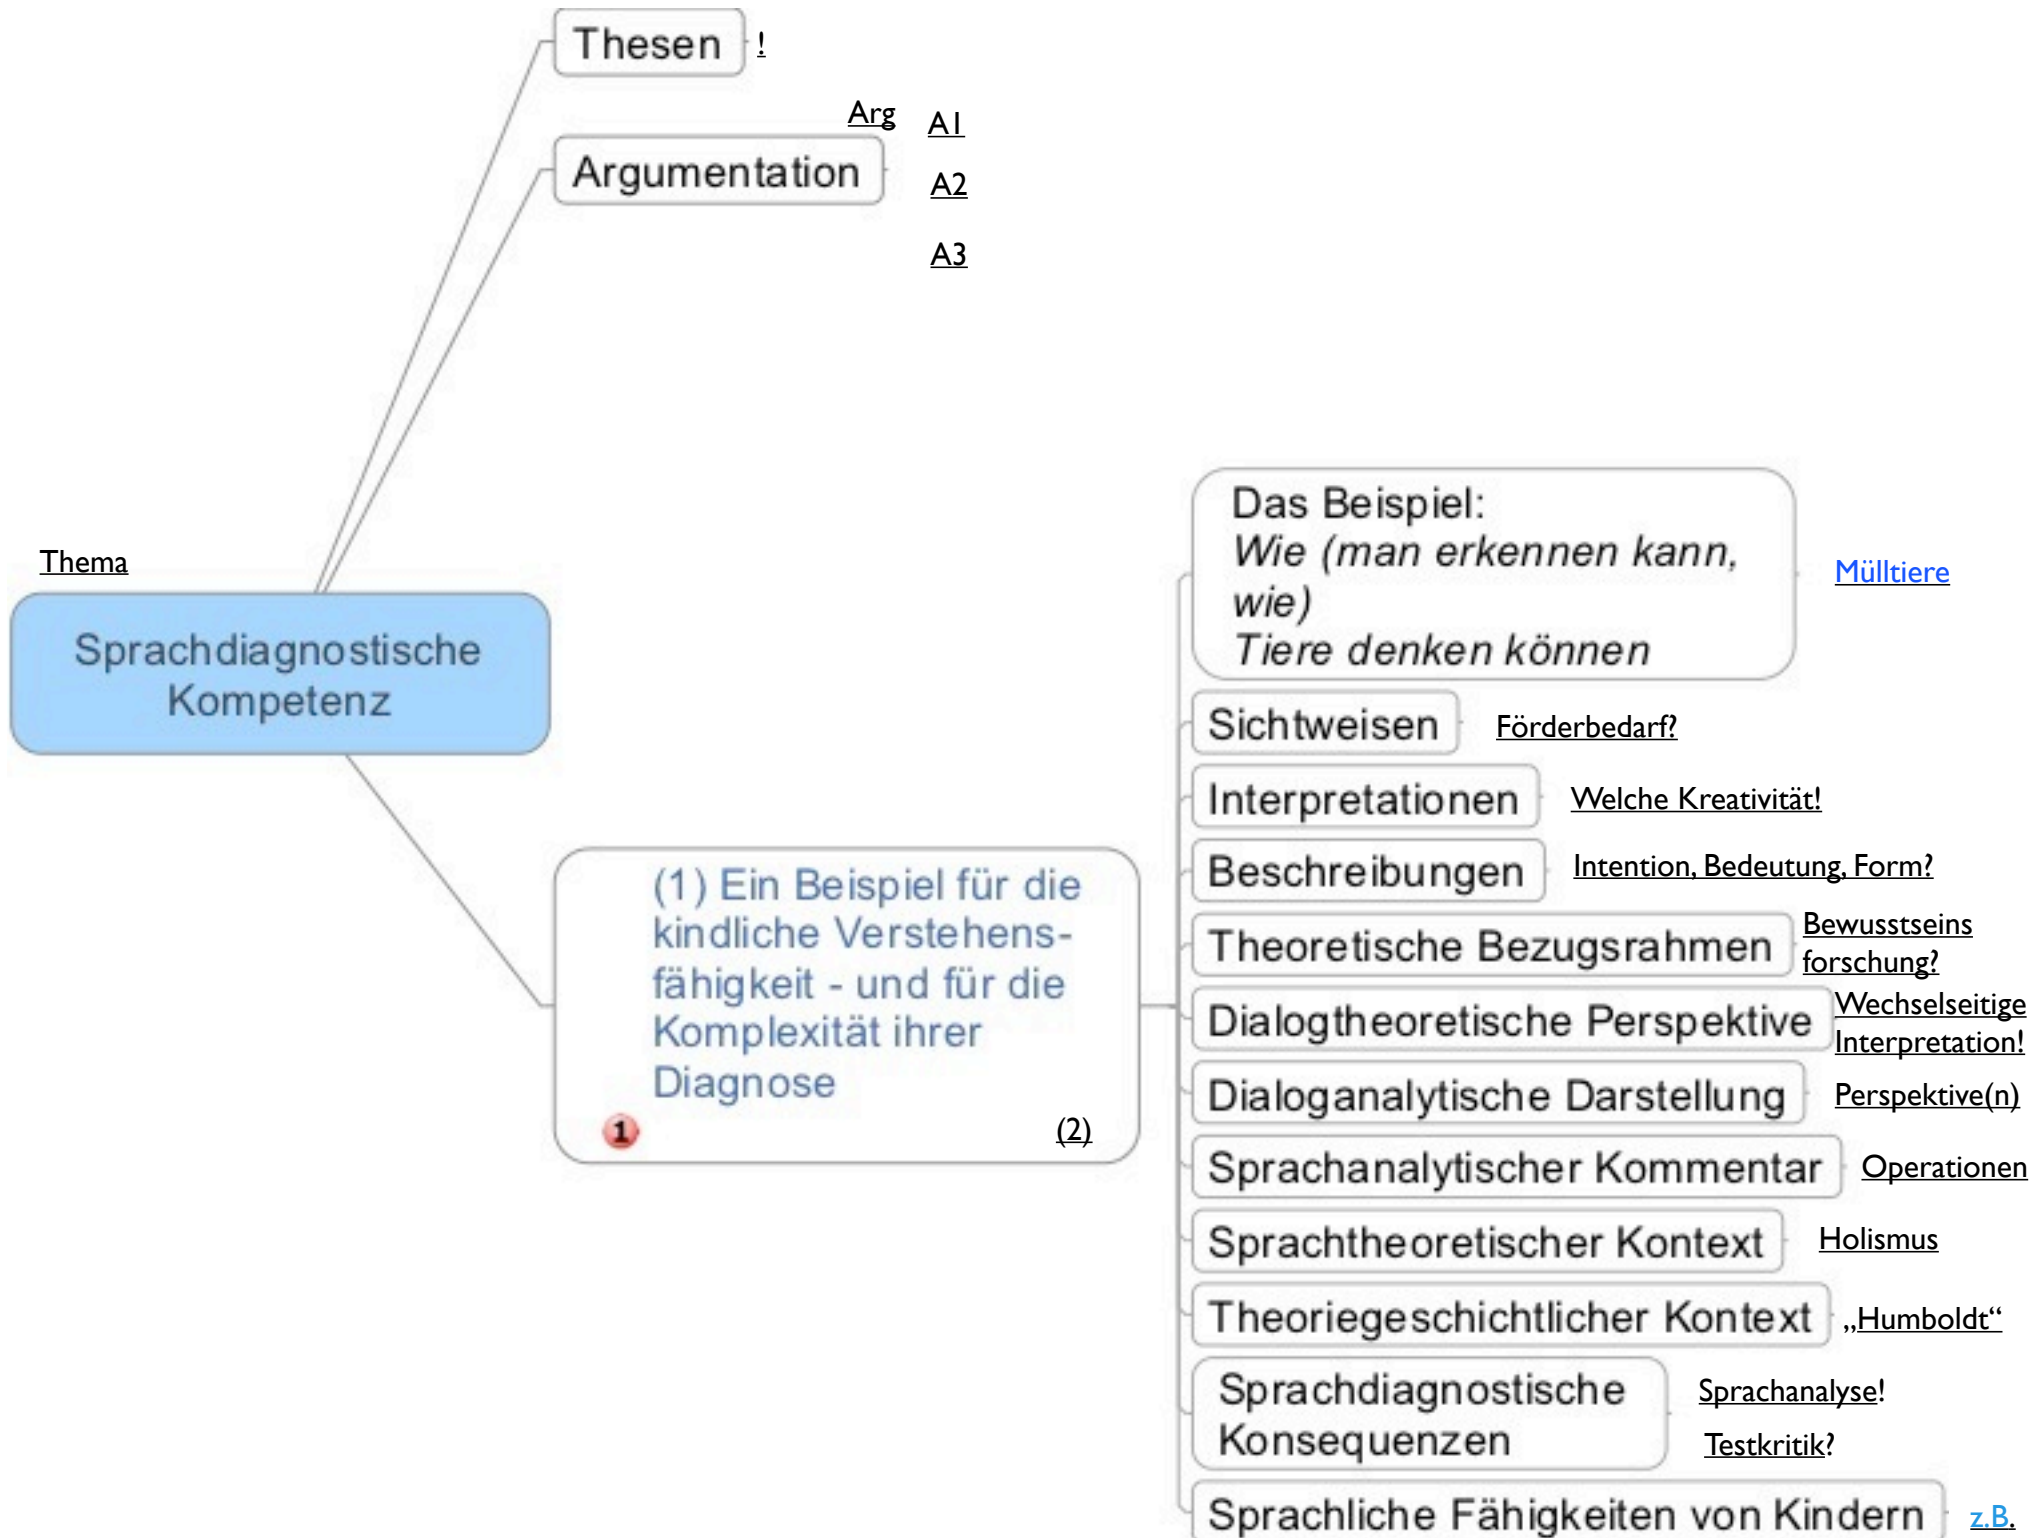 Thesen !
Arg A1
Argumentation
A2
A3
Thema
Sprachdiagnostische
Kompetenz
(1) Ein Beispiel für die
kindliche Verstehens-
fähigkeit - und für die
Komplexität ihrer
Diagnose
1 (2)
Das Beispiel:
Wie (man erkennen kann,
wie)
Tiere denken können
Mülltiere
Sichtweisen Förderbedarf?
Interpretationen Welche Kreativität!
Beschreibungen Intention, Bedeutung, Form?
Theoretische Bezugsrahmen
Bewusstseins
forschung?
Dialogtheoretische Perspektive
Wechselseitige
Interpretation!
Dialoganalytische Darstellung Perspektive(n)
Sprachanalytischer Kommentar Operationen
Sprachtheoretischer Kontext Holismus
Theoriegeschichtlicher Kontext „Humboldt“
Sprachdiagnostische
Konsequenzen
Sprachanalyse!
Testkritik?
Sprachliche Fähigkeiten von Kindern z.B.